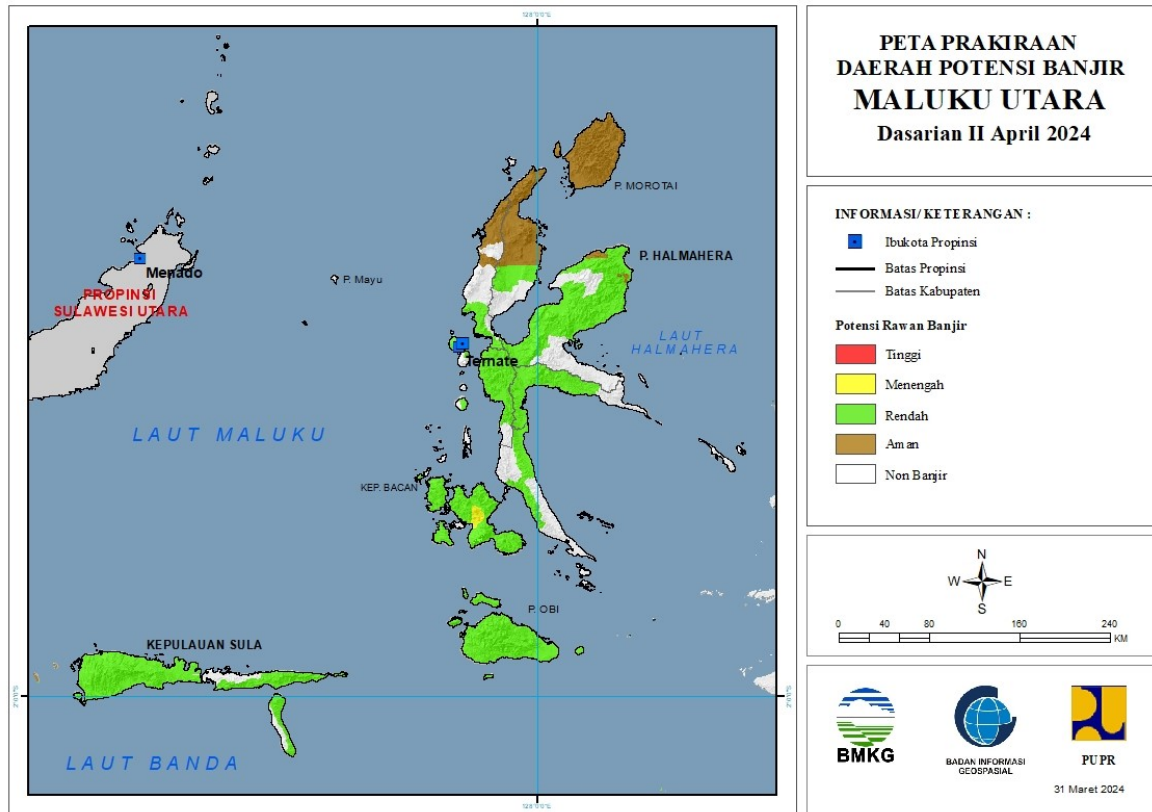 PETA PRAKIRAAN
DAERAH POTENSI BANJIR
MALUKU UTARA
Dasarian II April 2024
INFORMASI/ KETERANGAN :
Ibukota Propinsi
Batas Propinsi
Batas Kabupaten
Potensi Rawan Banjir
Tinggi
Menengah
Rendah
Aman
Non Banjir
N
W E
S
0 40 80 160 240
KM
BMKG
BADAN INFORMASI
GEOSPASIAL
PUPR
31 Maret 2024
P. MOROTAI
P. HALMAHERA
Menado
P. Mayu
PROPINSI
SULAWESI UTARA
LAUT
HALMAHERA
Ternate
LAUT MALUKU
KEP. BACAN
P. OBI
KEPULAUAN SULA
LAUT BANDA